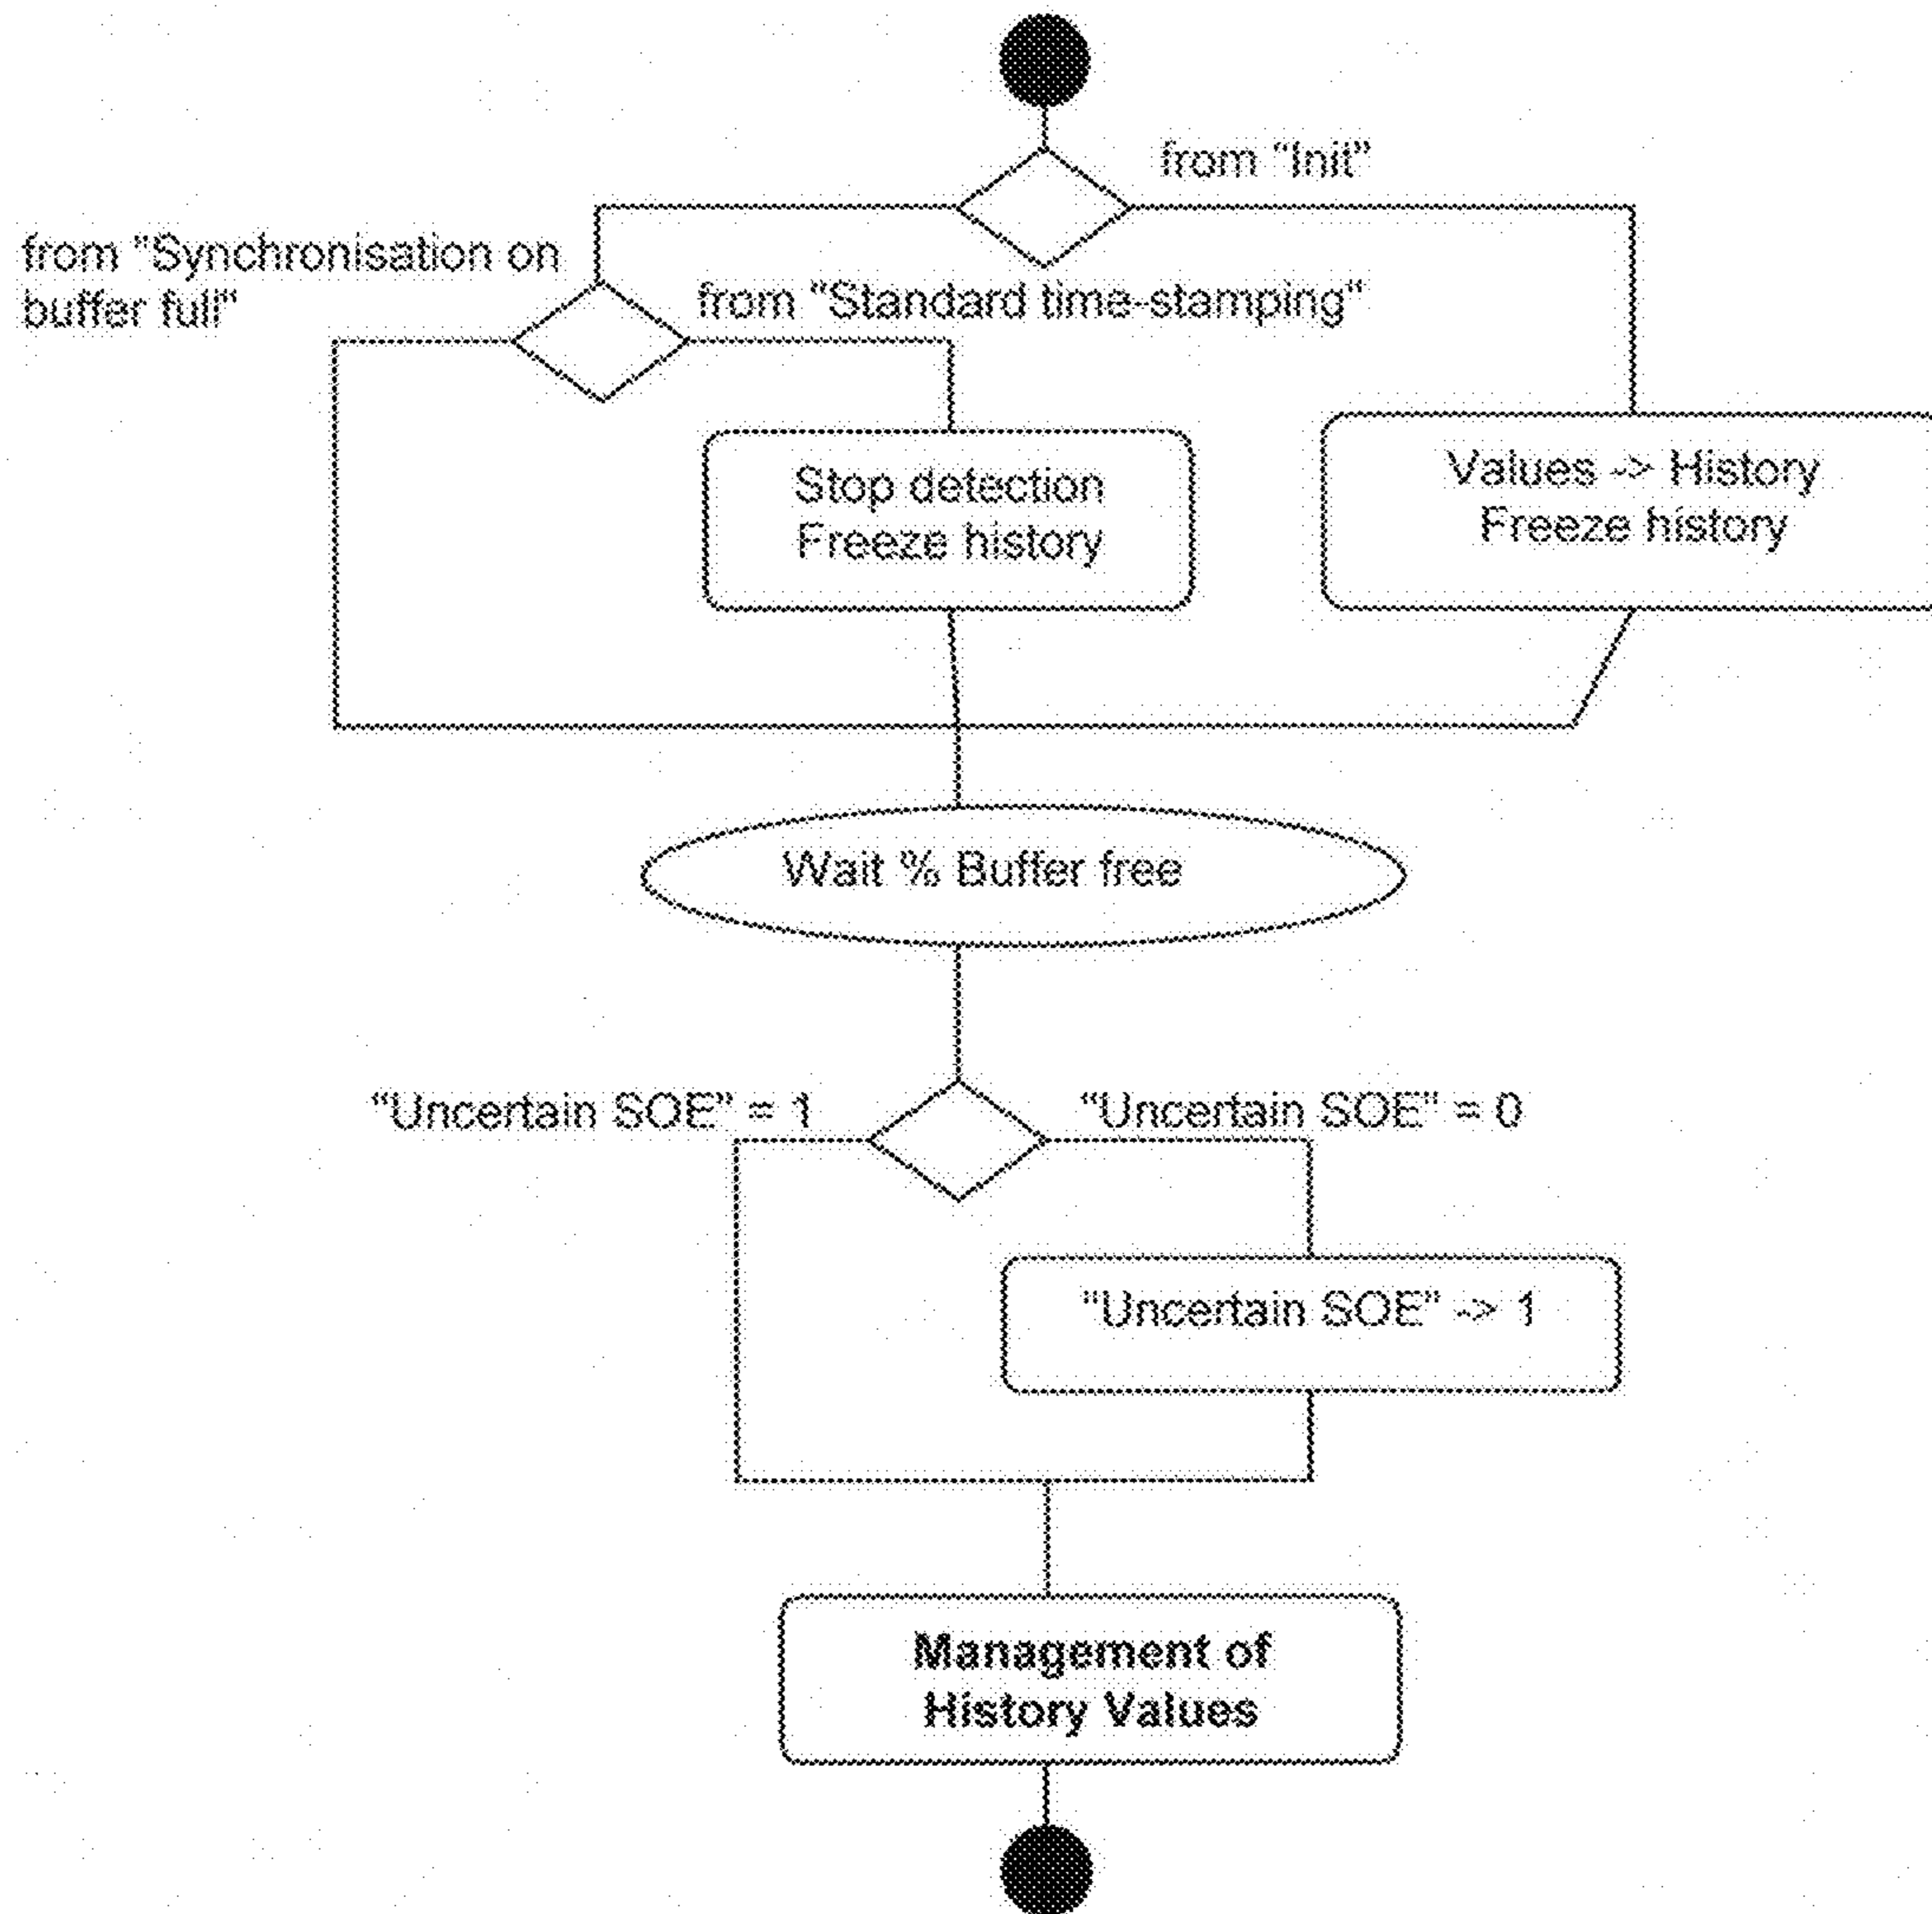 from "Init"
from "Synchronisation on
buffer full"
from "Standard time-stamping"
Stop detection
Freeze history
Values -> History
Freeze history
Wait % Buffer free
"Uncertain SOE" = 1
"Uncertain SOE" = 0
"Uncertain SOE" -> 1
Management of
History Values